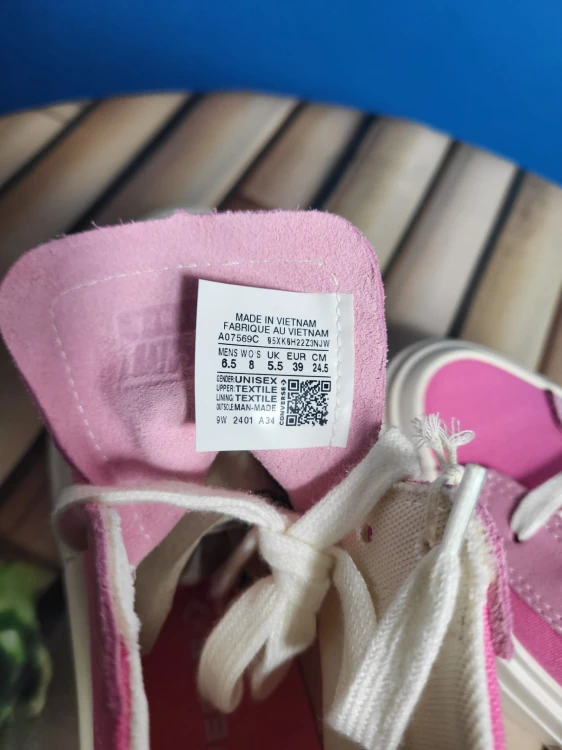 MADE IN VIETNAM
FABRIQUE AU VIETNAM
A07569C 95XK9H22Z3NJW
MENS WO'S UK EUR CM
6.5 8 5.5 39 24.5
GENDER: UNISEX
UPPER: TEXTILE
LINING: TEXTILE
OUTSOLE: MAN-MADE
CONVERSE®
9W 2401 A34